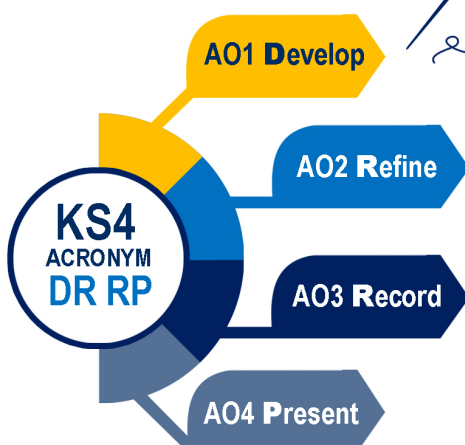 AO1 Develop
AO2 Refine
KS4
ACRONYM
DR RP
AO3 Record
AO4 Present